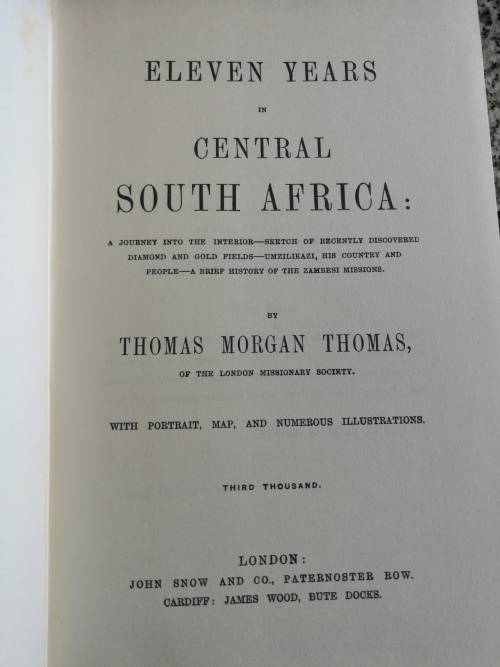 ELEVEN YEARS
IN
CENTRAL
SOUTH AFRICA:
A JOURNEY INTO THE INTERIOR—SKETCH OF RECENTLY DISCOVERED
DIAMOND AND GOLD FIELDS—UMZILIKAZI, HIS COUNTRY AND
PEOPLE—A BRIEF HISTORY OF THE ZAMBESI MISSIONS.
BY
THOMAS MORGAN THOMAS,
OF THE LONDON MISSIONARY SOCIETY.
WITH PORTRAIT, MAP, AND NUMEROUS ILLUSTRATIONS.
THIRD THOUSAND.
LONDON:
JOHN SNOW AND CO., PATERNOSTER ROW.
CARDIFF: JAMES WOOD, BUTE DOCKS.